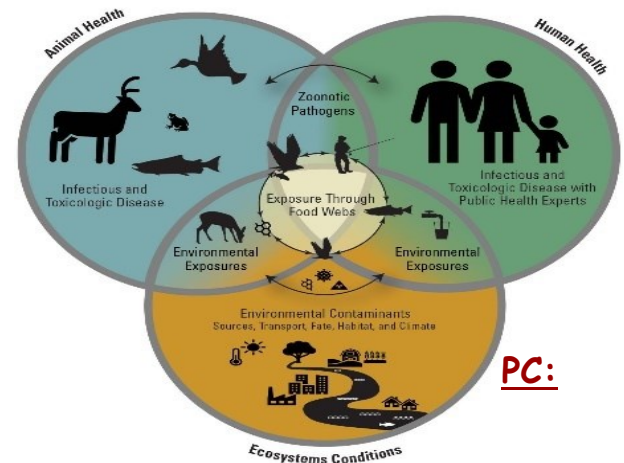 Animal Health
Human Health
Zoonotic
Pathogens
Infectious and
Toxicologic Disease
Infectious and
Toxicologic Disease with
Public Health Experts
Exposure Through
Food Webs
Environmental
Exposures
Environmental
Exposures
Environmental Contaminants
Sources, Transport, Fate, Habitat, and Climate
PC:
Ecosystems Conditions